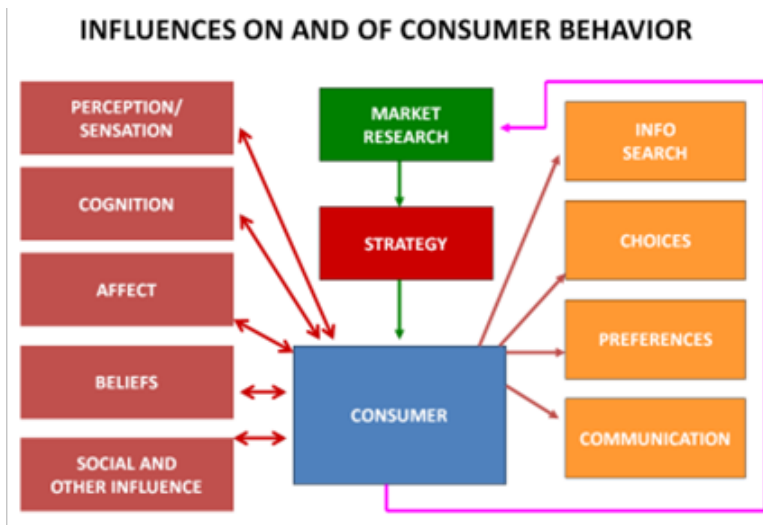 INFLUENCES ON AND OF CONSUMER BEHAVIOR
PERCEPTION/
SENSATION
COGNITION
AFFECT
BELIEFS
SOCIAL AND
OTHER INFLUENCE
MARKET
RESEARCH
STRATEGY
CONSUMER
INFO
SEARCH
CHOICES
PREFERENCES
COMMUNICATION